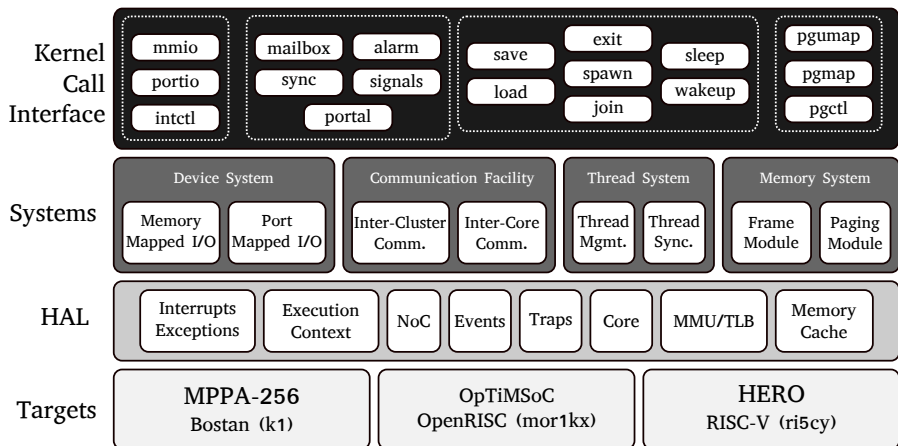 Kernel
Call
Interface
mmio
portio
intctl
mailbox
alarm
sync
signals
portal
save
load
exit
spawn
join
sleep
wakeup
pgumap
pgmap
pgctl
Systems
Device System
Memory
Mapped I/O
Port
Mapped I/O
Communication Facility
Inter-Cluster
Comm.
Inter-Core
Comm.
Thread System
Thread
Mgmt.
Thread
Sync.
Memory System
Frame
Module
Paging
Module
HAL
Interrupts
Exceptions
Execution
Context
NoC
Events
Traps
Core
MMU/TLB
Memory
Cache
Targets
MPPA-256
Bostan (k1)
OpTiMSoC
OpenRISC (mor1kx)
HERO
RISC-V (ri5cy)